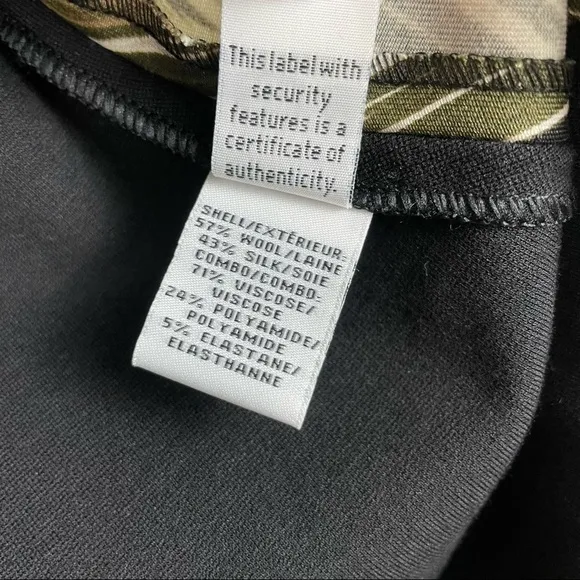 This label with
security
features is a
certificate of
authenticity.
SHELL/EXTÉRIEUR:
57% WOOL/LAINE
43% SILK/SOIE
COMBO/COMBO:
71% VISCOSE/
VISCOSE
24% POLYAMIDE/
POLYAMIDE
5% ELASTANE/
ELASTHANNE